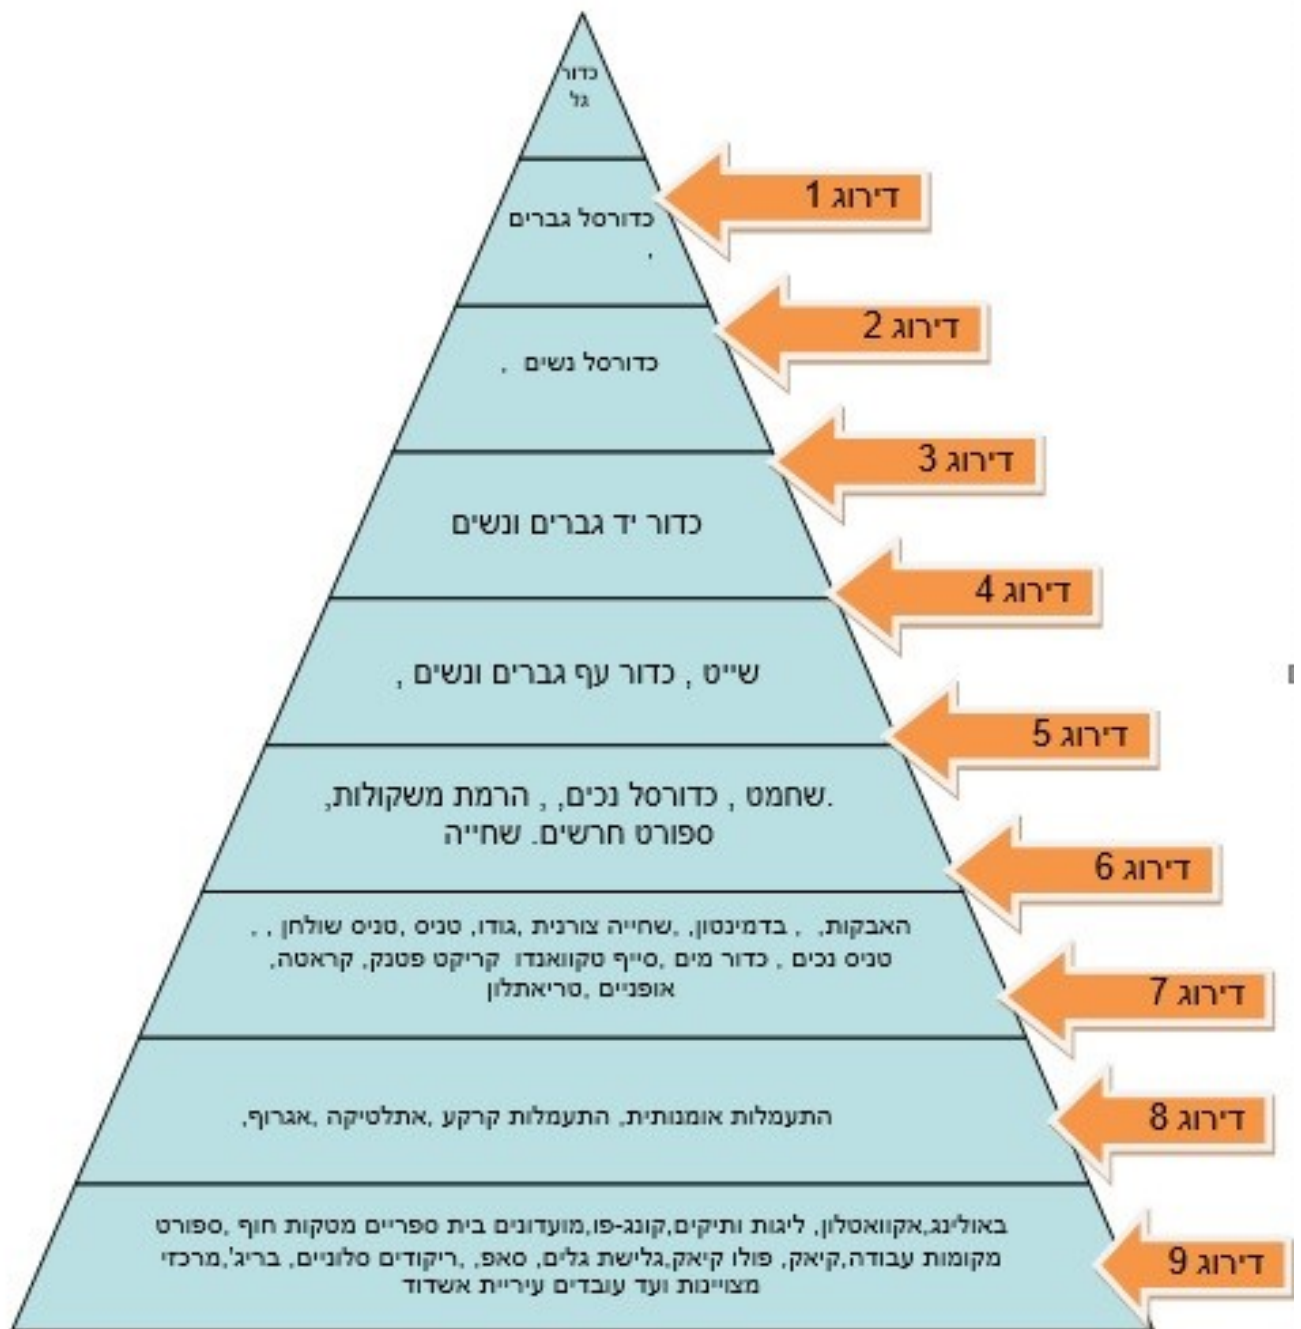 כדור
גל
דירוג 1
כדורסל גברים
,
דירוג 2
כדורסל נשים ,
דירוג 3
כדור יד גברים ונשים
דירוג 4
שייט , כדור עף גברים ונשים ,
דירוג 5
.שחמט , כדורסל נכים, , הרמת משקולות,
ספורט חרשים. שחייה
דירוג 6
האבקות, , בדמינטון, ,שחייה צורנית ,גודו, טניס ,טניס שולחן , ,
טניס נכים , כדור מים ,סייף טקוואנדו קריקט פטנק, קראטה,
אופניים ,טריאתלון
דירוג 7
התעמלות אומנותית, התעמלות קרקע ,אתלטיקה ,אגרוף,
דירוג 8
באולינג,אקוואטלון, ליגות ותיקים,קונג-פו,מועדונים בית ספריים מטקות חוף ,ספורט
מקומות עבודה,קיאק, פולו קיאק,גלישת גלים, סאפ, ,ריקודים סלוניים, בריג',מרכזי
מצויינות ועד עובדים עיריית אשדוד
דירוג 9